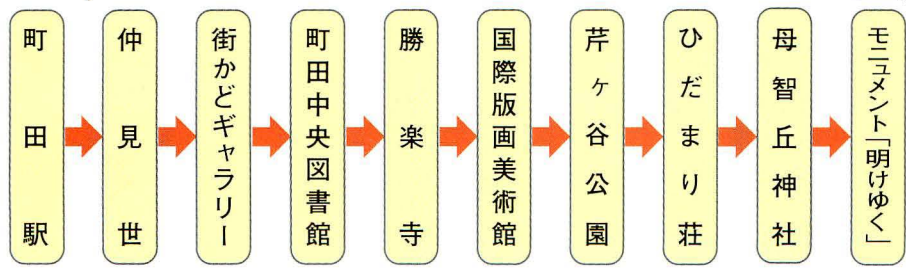 町田駅
仲見世
街かどギャラリー
町田中央図書館
勝楽寺
国際版画美術館
芹ヶ谷公園
ひだまり荘
母智丘神社
モニュメント「明けゆく」